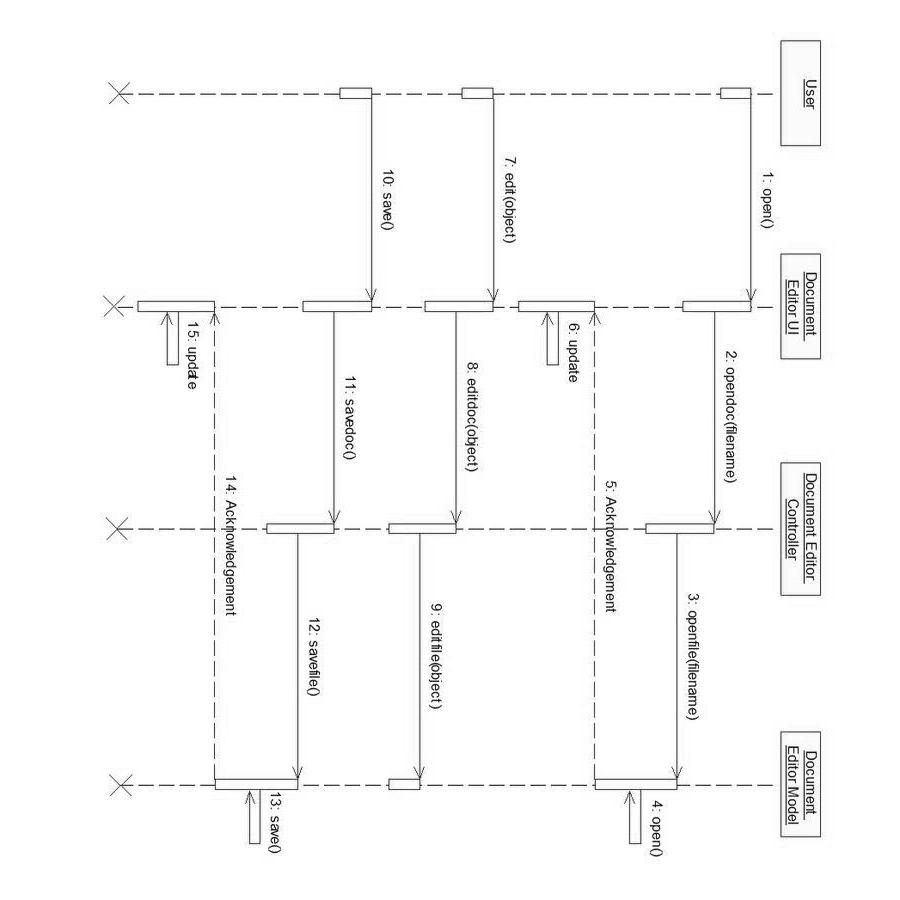 User
Document
Editor UI
Document Editor
Controller
Document
Editor Model
1: open()
2: opendoc(filename)
3: openfile(filename)
4: open()
5: Acknowledgement
6: update
7: edit(object)
8: editdoc(object)
9: editfile(object)
10: save()
11: savedoc()
12: savefile()
13: save()
14: Acknowledgement
15: update